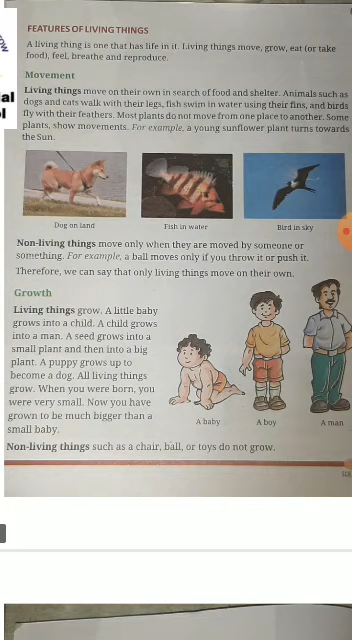 FEATURES OF LIVING THINGS
A living thing is one that has life in it. Living things move, grow, eat (or take
food), feel, breathe and reproduce.
Movement
Living things move on their own in search of food and shelter. Animals such as
dogs and cats walk with their legs, fish swim in water using their fins, and birds
fly with their feathers. Most plants do not move from one place to another. Some
plants, show movements. For example, a young sunflower plant turns towards
the Sun.
Dog on land
Fish in water
Bird in sky
Non-living things move only when they are moved by someone or
something. For example, a ball moves only if you throw it or push it.
Therefore, we can say that only living things move on their own.
Growth
Living things grow. A little baby
grows into a child. A child grows
into a man. A seed grows into a
small plant and then into a big
plant. A puppy grows up to
become a dog. All living things
grow. When you were born, you
were very small. Now you have
grown to be much bigger than a
small baby.
A baby
A boy
A man
Non-living things such as a chair, ball, or toys do not grow.